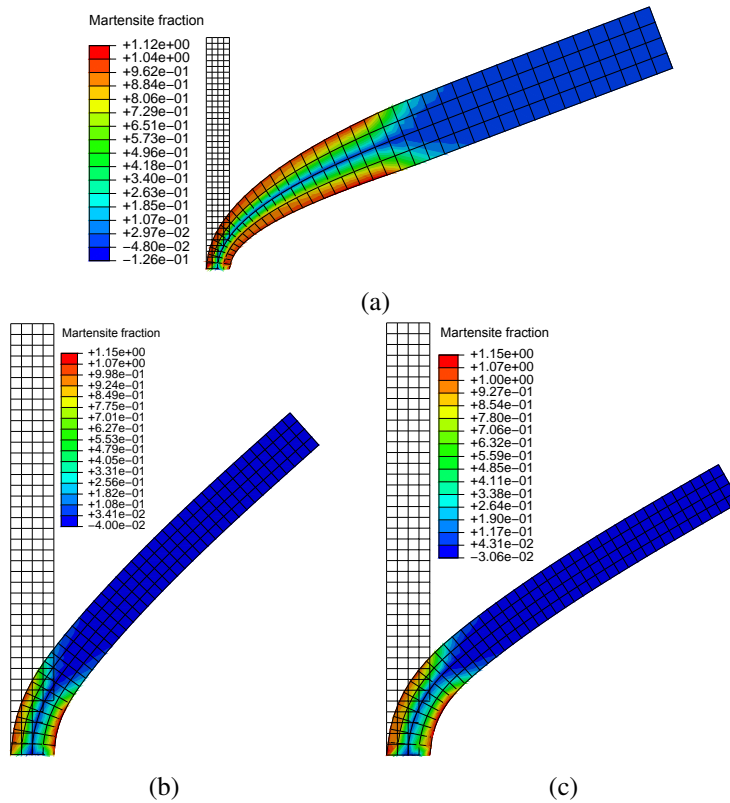 Martensite fraction
+1.12e+00
+1.04e+00
+9.62e−01
+8.84e−01
+8.06e−01
+7.29e−01
+6.51e−01
+5.73e−01
+4.96e−01
+4.18e−01
+3.40e−01
+2.63e−01
+1.85e−01
+1.07e−01
+2.97e−02
−4.80e−02
−1.26e−01
(a)
Martensite fraction
+1.15e+00
+1.07e+00
+9.98e−01
+9.24e−01
+8.49e−01
+7.75e−01
+7.01e−01
+6.27e−01
+5.53e−01
+4.79e−01
+4.05e−01
+3.31e−01
+2.56e−01
+1.82e−01
+1.08e−01
+3.41e−02
−4.00e−02
(b)
Martensite fraction
+1.15e+00
+1.07e+00
+1.00e+00
+9.27e−01
+8.54e−01
+7.80e−01
+7.06e−01
+6.32e−01
+5.59e−01
+4.85e−01
+4.11e−01
+3.38e−01
+2.64e−01
+1.90e−01
+1.17e−01
+4.31e−02
−3.06e−02
(c)